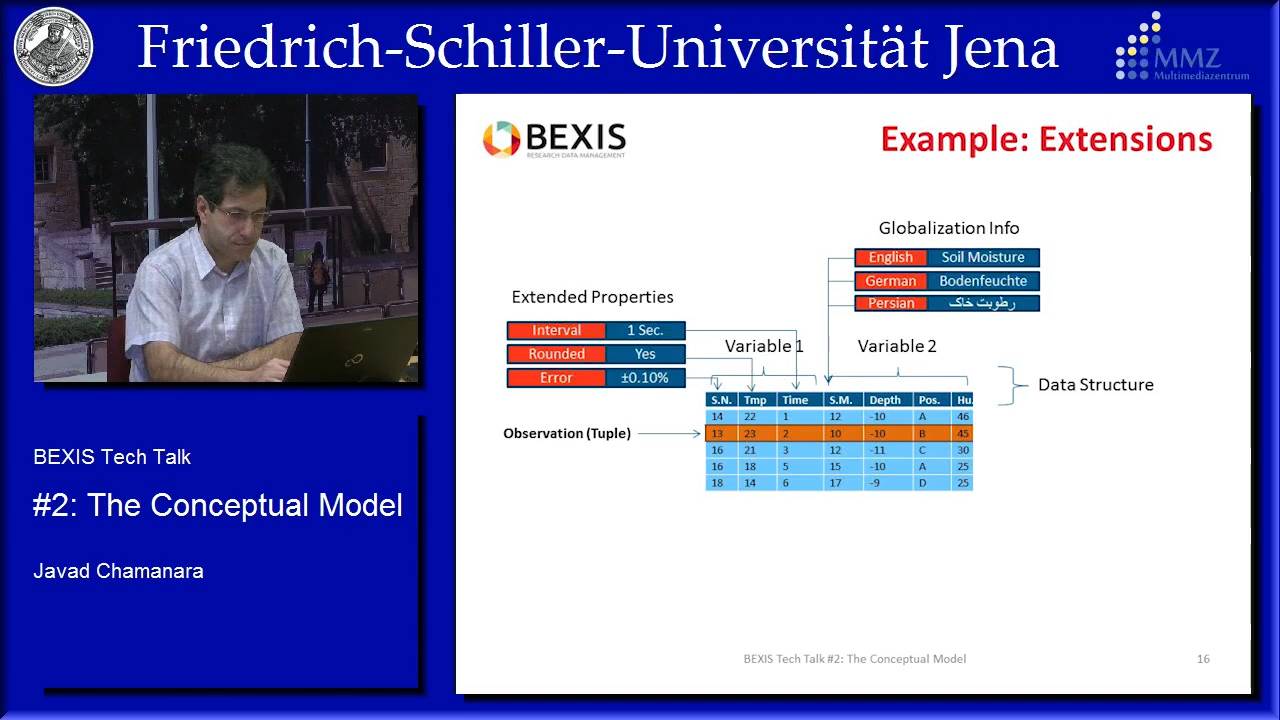 Friedrich-Schiller-Universität Jena
MMZ
Multimediazentrum
BEXIS
RESEARCH DATA MANAGEMENT
Example: Extensions
Globalization Info
English Soil Moisture
German Bodenfeuchte
Persian رطوبت خاک
Extended Properties
Interval 1 Sec.
Rounded Yes
Error ±0.10%
Variable 1 Variable 2
Data Structure
S.N. Tmp Time S.M. Depth Pos. Hu.
14 22 1 12 -10 A 46
Observation (Tuple)
13 23 2 10 -10 B 45
16 21 3 12 -11 C 30
16 18 5 15 -10 A 25
18 14 6 17 -9 D 25
BEXIS Tech Talk #2: The Conceptual Model 16
BEXIS Tech Talk
#2: The Conceptual Model
Javad Chamanara